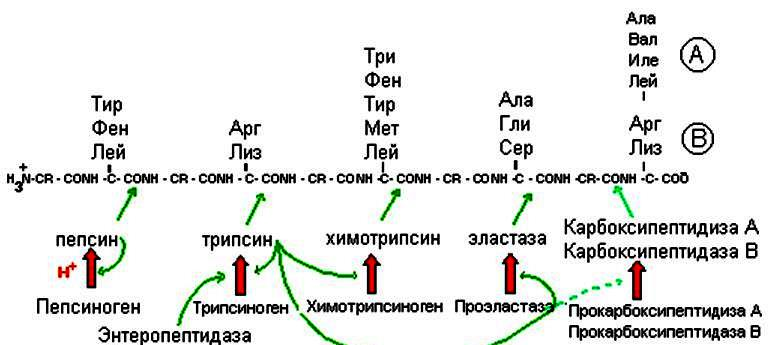 Ала
Вал
Иле
Лей
A
Три
Фен
Тир
Мет
Лей
Тир
Фен
Лей
Арг
Лиз
Ала
Гли
Сер
Арг
Лиз
B
H3N+-CR - CONH -C- CONH - CR - CONH -C- CONH - CR - CONH -C- CONH - CR - CONH -C- CONH - CR - CONH -C- COO
пепсин
трипсин
химотрипсин
эластаза
Карбоксипептидиза А
Карбоксипептидаза В
H+
Пепсиноген
Трипсиноген
Химотрипсиноген
Проэластаза
Прокарбоксипептидиза А
Прокарбоксипептидаза В
Энтеропептидаза